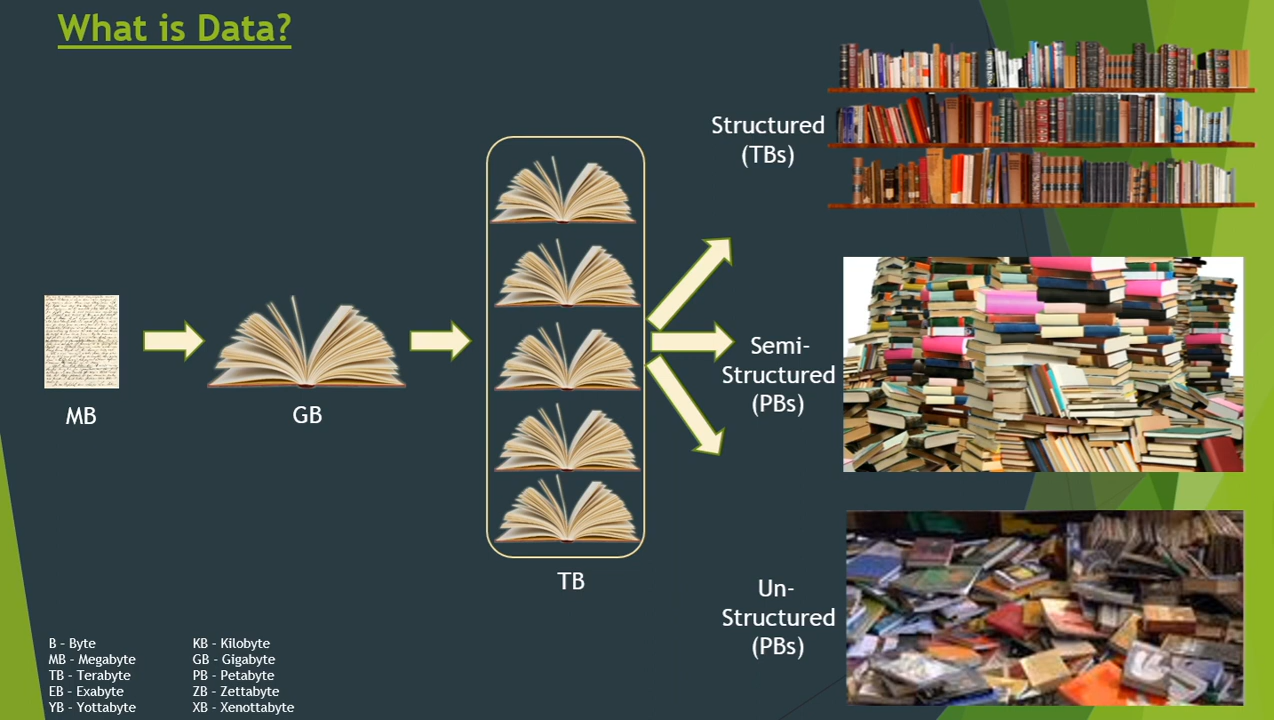 What is Data?
Structured
(TBs)
MB
GB
TB
Semi-
Structured
(PBs)
Un-
Structured
(PBs)
B - Byte
KB - Kilobyte
MB - Megabyte
GB - Gigabyte
TB - Terabyte
PB - Petabyte
EB - Exabyte
ZB - Zettabyte
YB - Yottabyte
XB - Xenottabyte